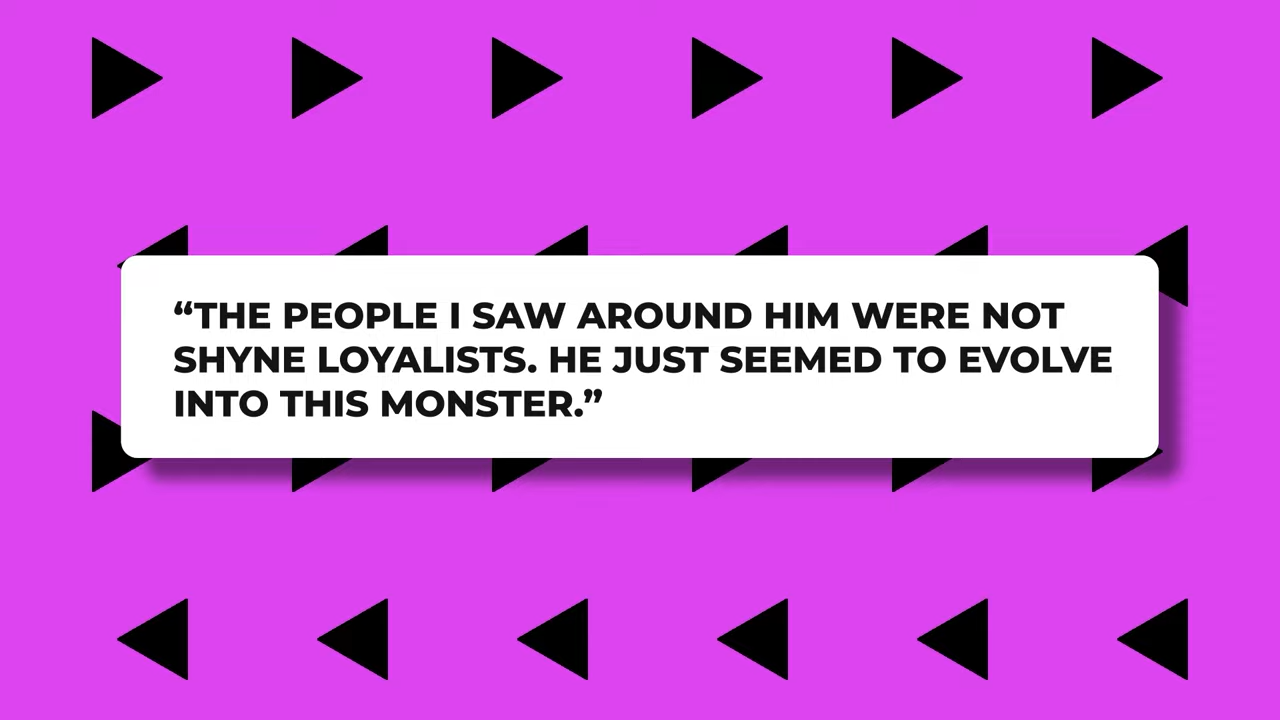 “THE PEOPLE I SAW AROUND HIM WERE NOT
SHYNE LOYALISTS. HE JUST SEEMED TO EVOLVE
INTO THIS MONSTER.”